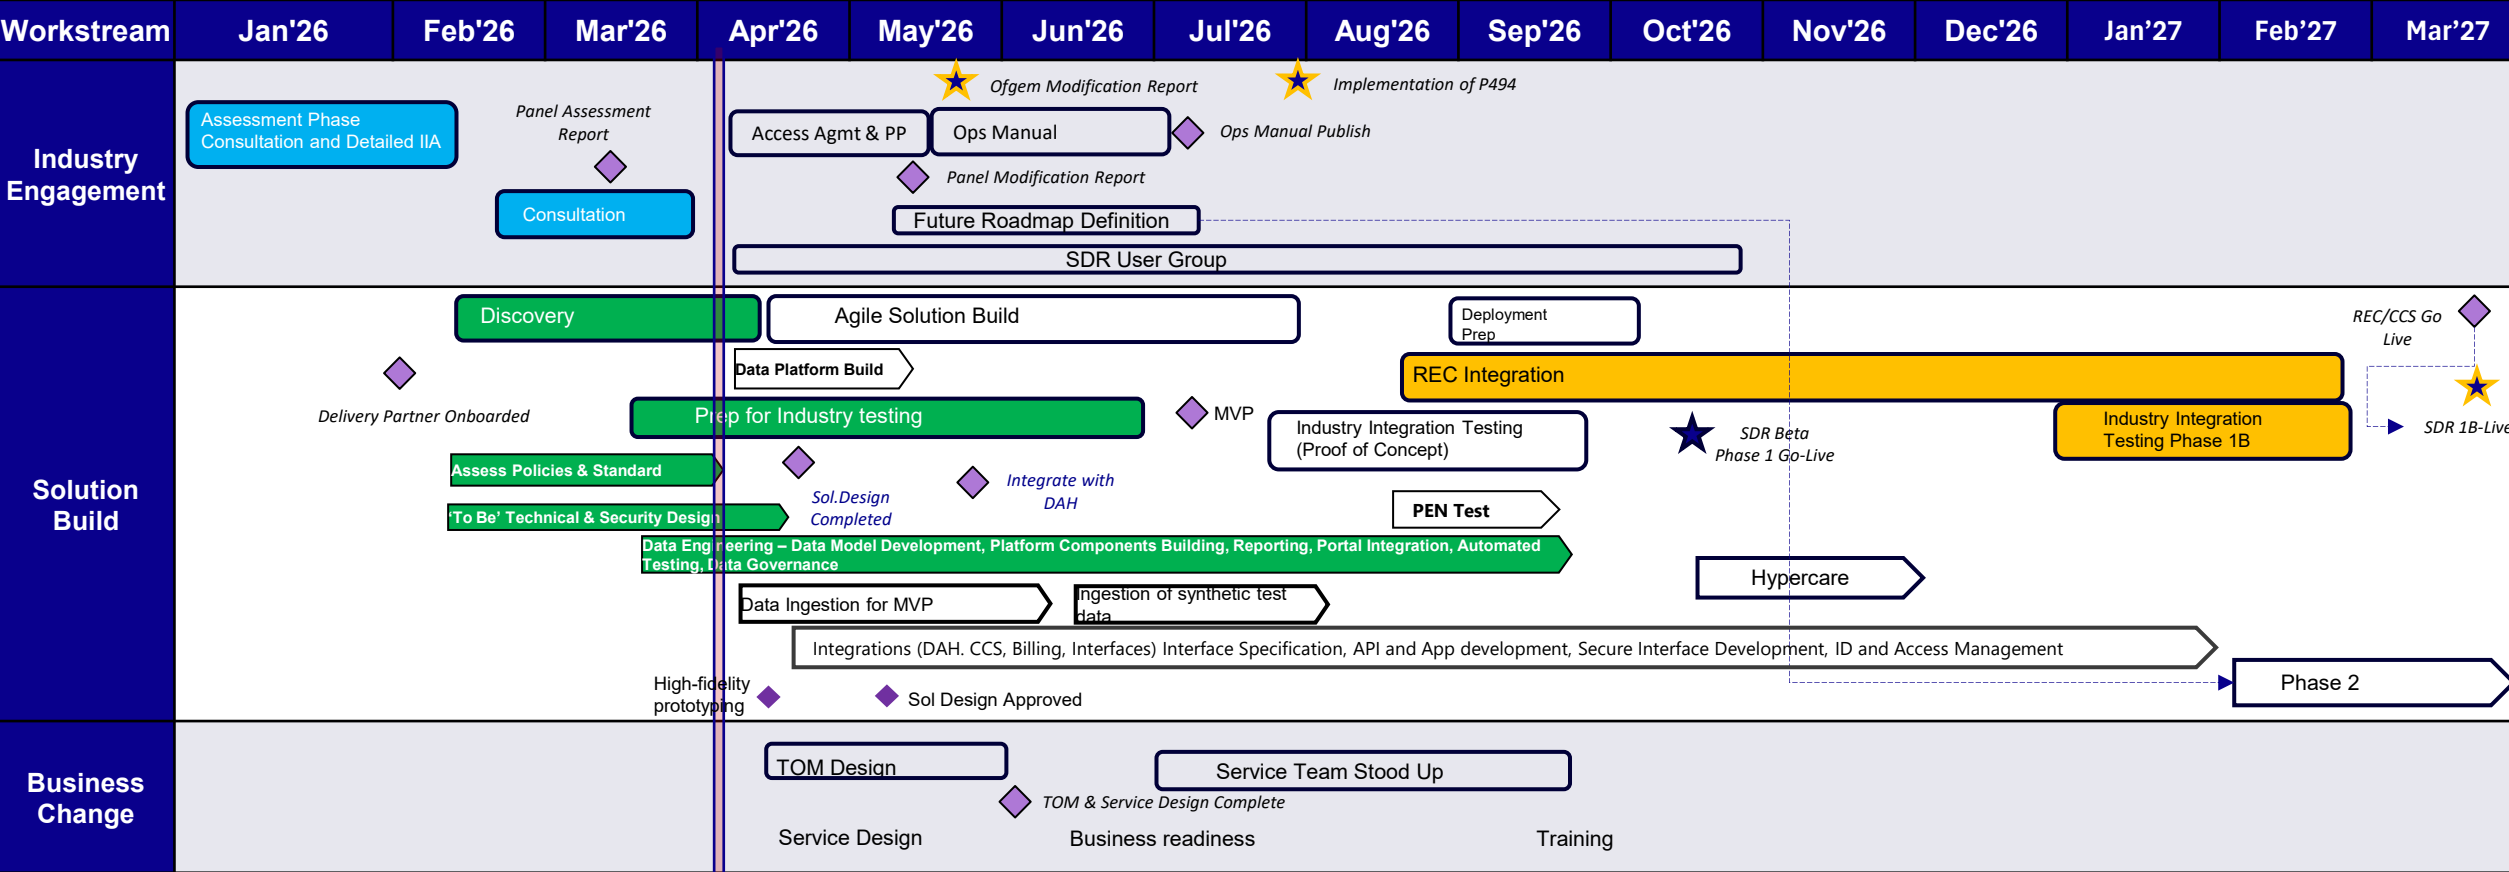 Workstream
Jan'26
Feb'26
Mar'26
Apr'26
May'26
Jun'26
Jul'26
Aug'26
Sep'26
Oct'26
Nov'26
Dec'26
Jan’27
Feb’27
Mar’27
Industry
Engagement
Assessment Phase
Consultation and Detailed IIA
Panel Assessment
Report
Consultation
Ofgem Modification Report
Implementation of P494
Access Agmt & PP
Ops Manual
Ops Manual Publish
Panel Modification Report
Future Roadmap Definition
SDR User Group
Solution
Build
Discovery
Agile Solution Build
Deployment
Prep
REC/CCS Go
Live
Data Platform Build
REC Integration
Delivery Partner Onboarded
Prep for Industry testing
MVP
Industry Integration Testing
(Proof of Concept)
SDR Beta
Phase 1 Go-Live
Industry Integration
Testing Phase 1B
SDR 1B-Live
Assess Policies & Standard
Sol.Design
Completed
Integrate with
DAH
‘To Be’ Technical & Security Design
PEN Test
Data Engineering – Data Model Development, Platform Components Building, Reporting, Portal Integration, Automated
Testing, Data Governance
Hypercare
Data Ingestion for MVP
Ingestion of synthetic test
data
Integrations (DAH. CCS, Billing, Interfaces) Interface Specification, API and App development, Secure Interface Development, ID and Access Management
High-fidelity
prototyping
Sol Design Approved
Phase 2
Business
Change
TOM Design
Service Team Stood Up
TOM & Service Design Complete
Service Design
Business readiness
Training